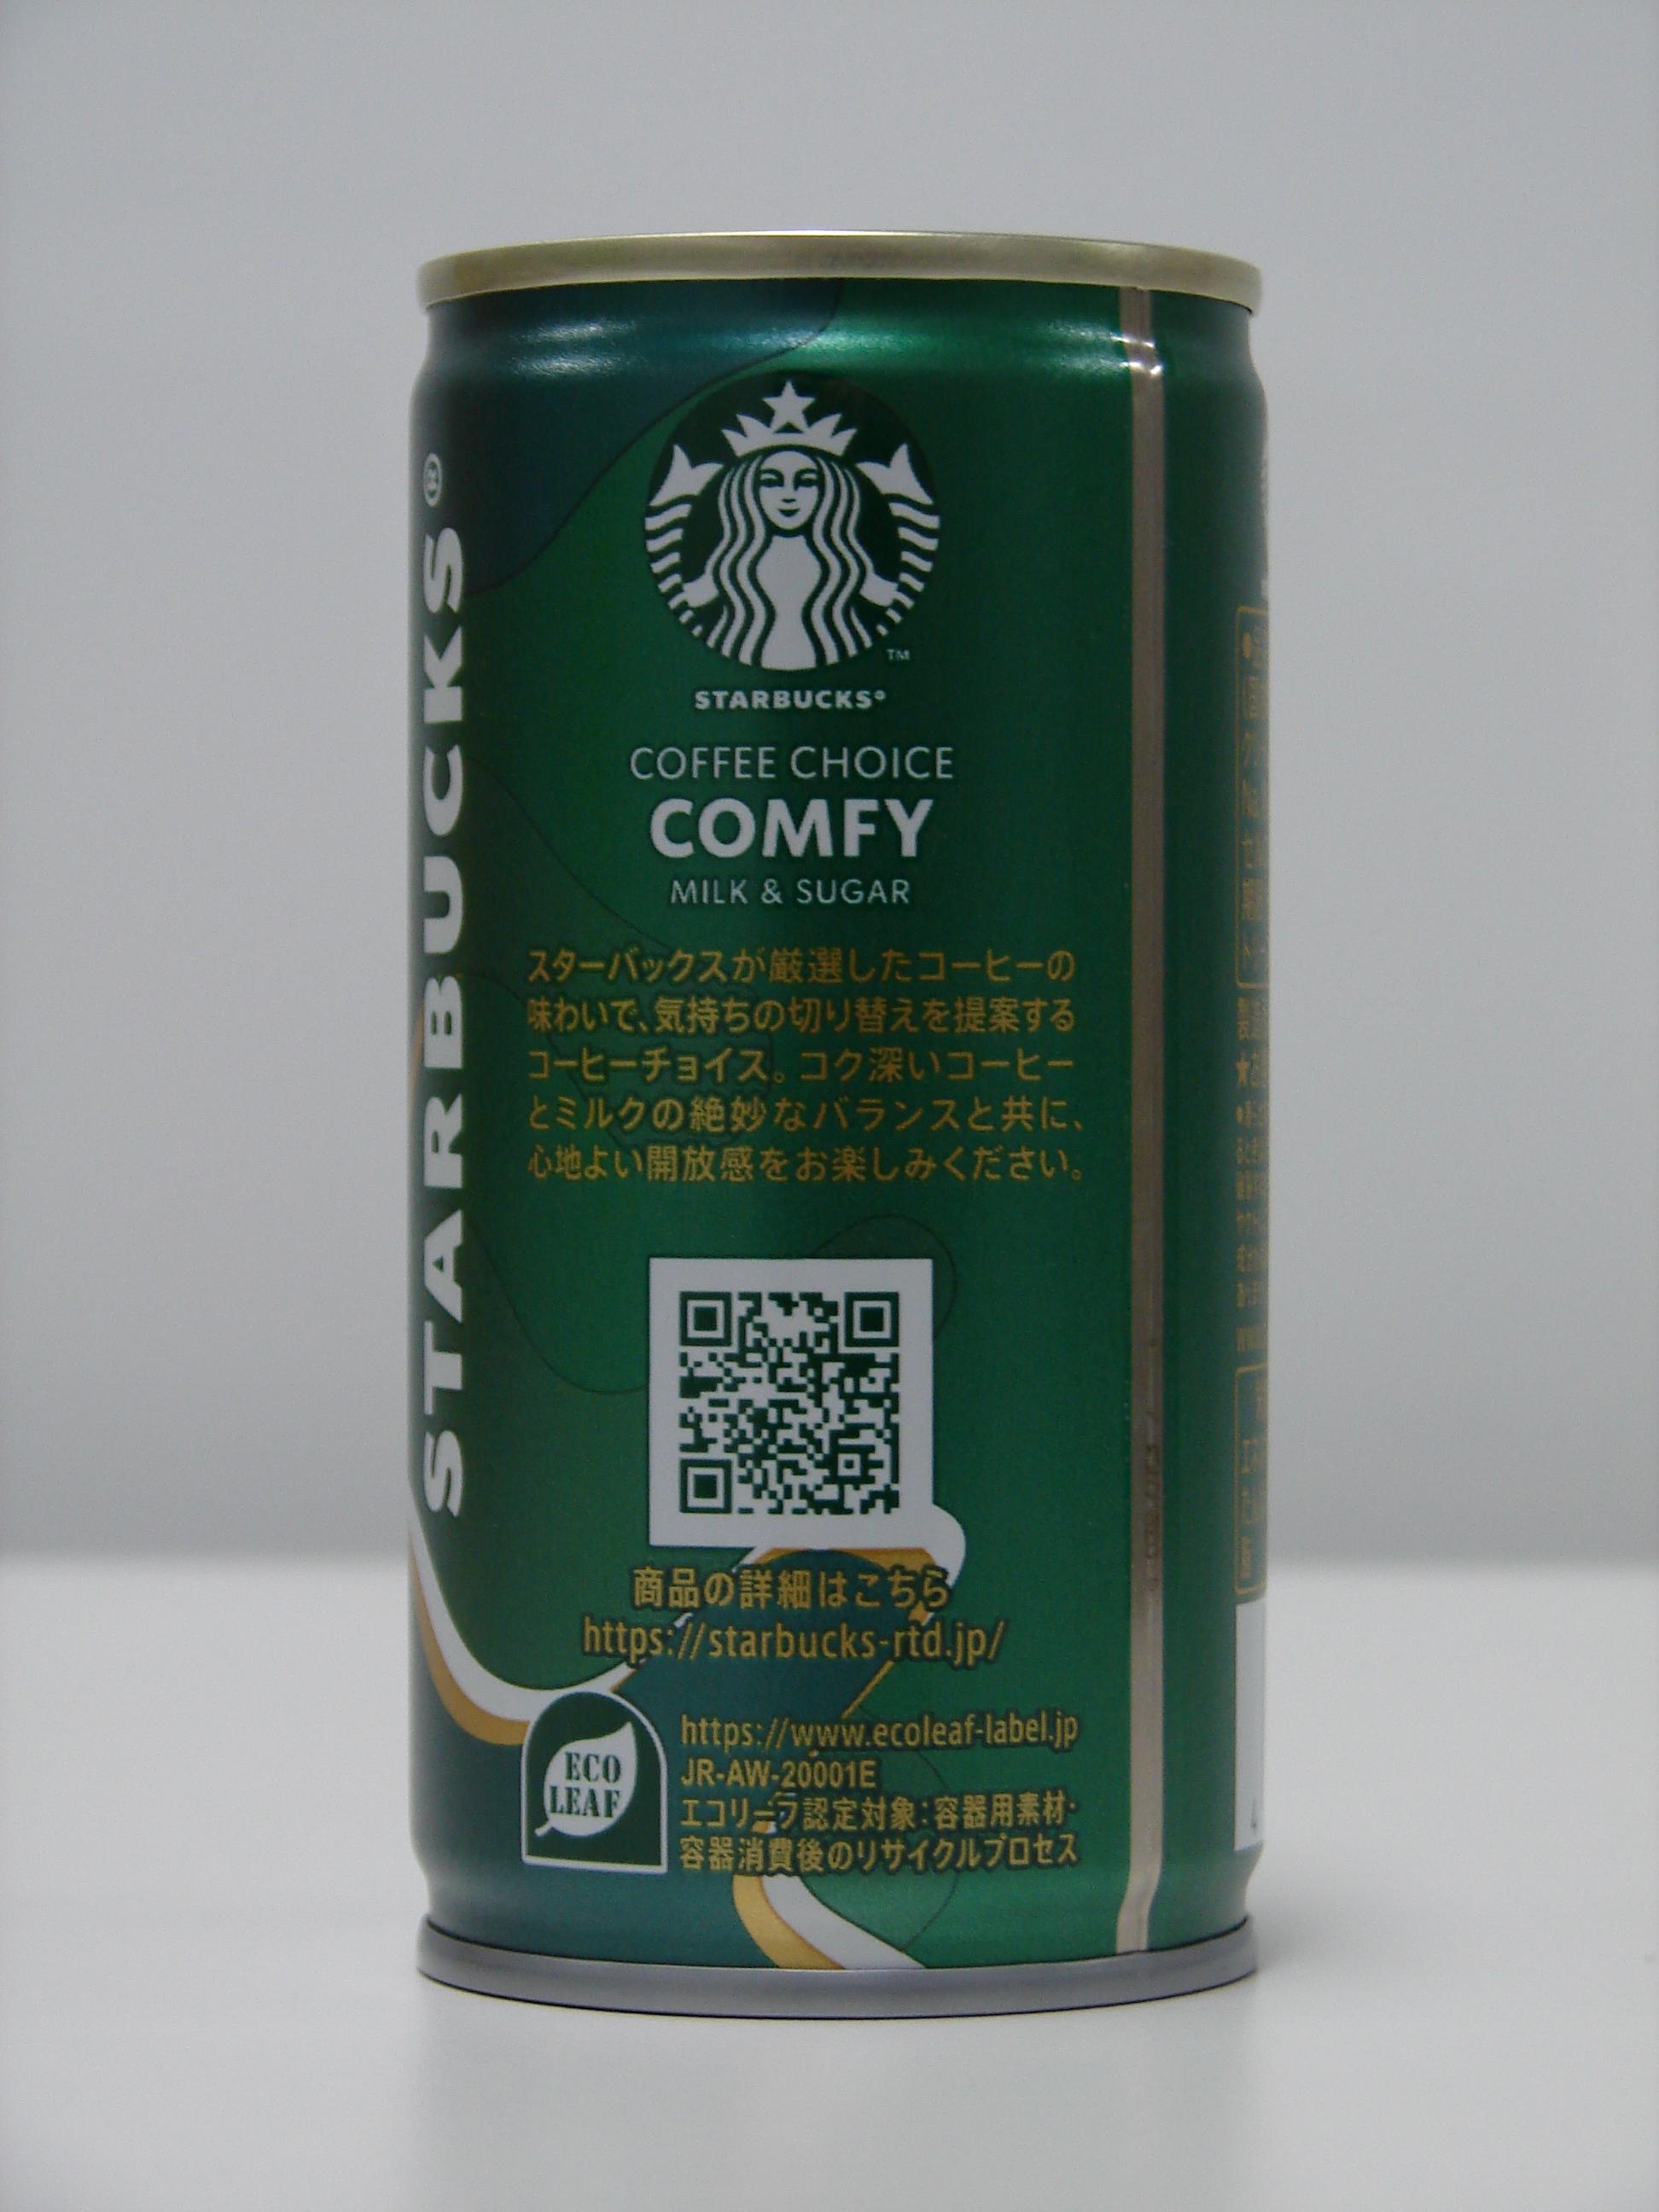 STARBUCKS®
TM
STARBUCKS®
COFFEE CHOICE
COMFY
MILK & SUGAR
スターバックスが厳選したコーヒーの
味わいで、気持ちの切り替えを提案する
コーヒーチョイス。コク深いコーヒー
とミルクの絶妙なバランスと共に、
心地よい開放感をお楽しみください。
商品の詳細はこちら
https://starbucks-rtd.jp/
ECO
LEAF
https://www.ecoleaf-label.jp
JR-AW-20001E
エコリーフ認定対象：容器用素材・
容器消費後のリサイクルプロセス